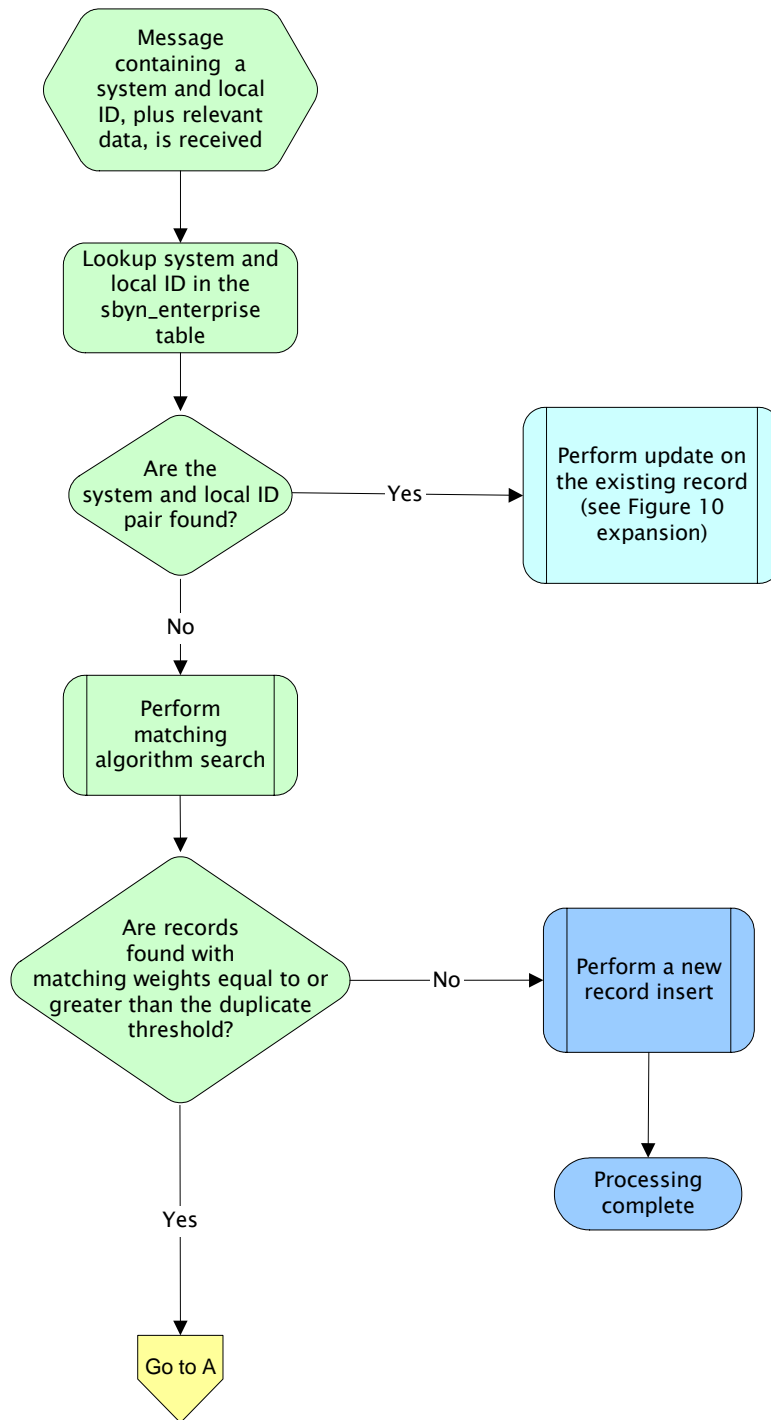 Message
containing a
system and local
ID, plus relevant
data, is received
Lookup system and
local ID in the
sbyn_enterprise
table
Are the
system and local ID
pair found?
Yes
Perform update on
the existing record
(see Figure 10
expansion)
No
Perform
matching
algorithm search
Are records
found with
matching weights equal to or
greater than the duplicate
threshold?
No
Perform a new
record insert
Processing
complete
Yes
Go to A